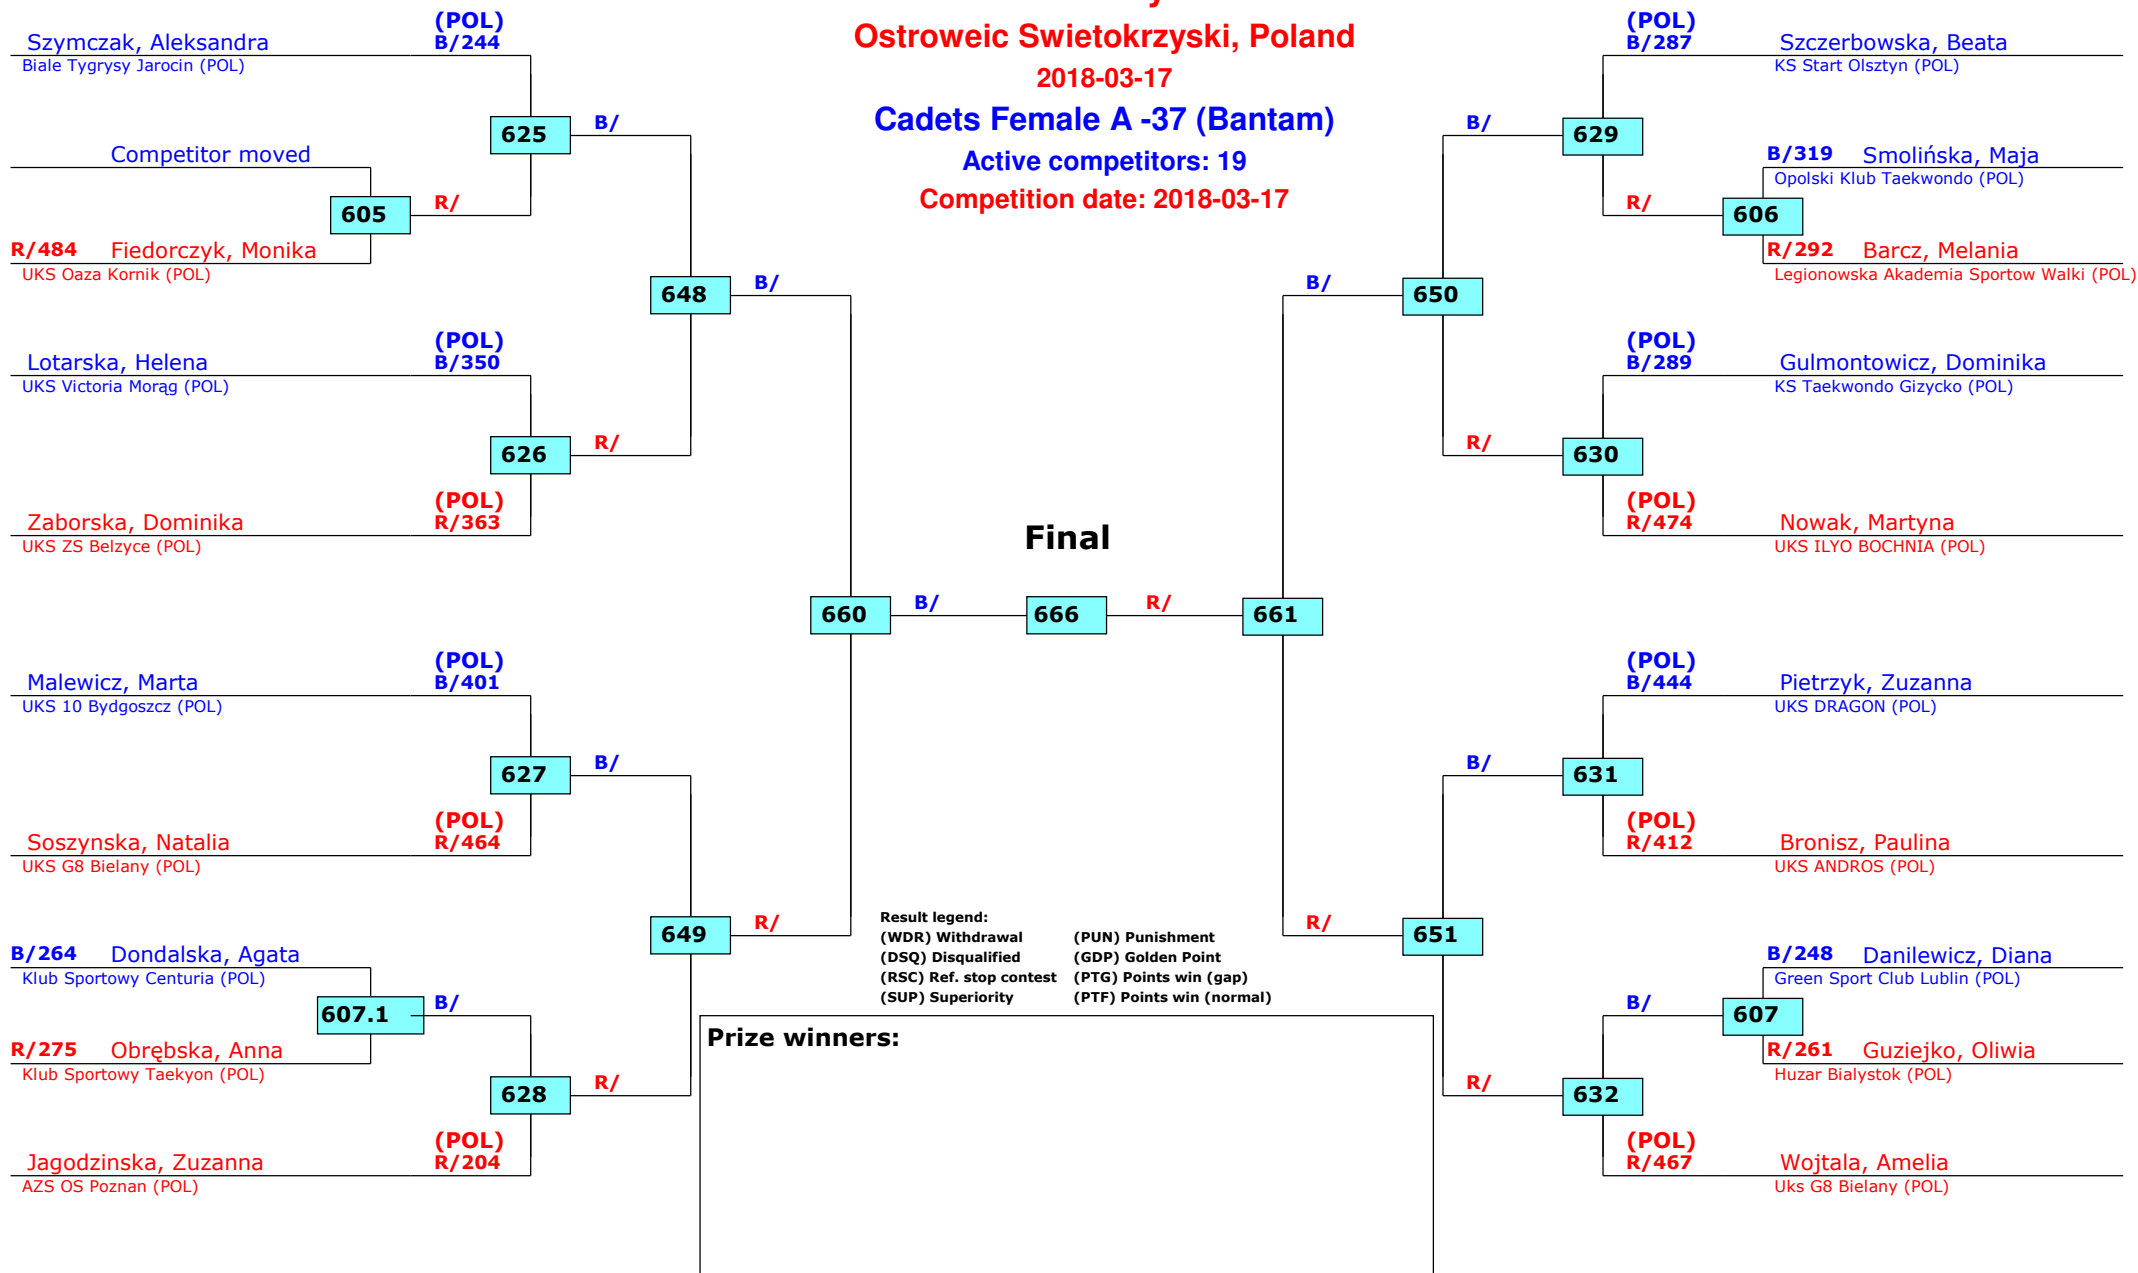 Ostroweic Swietokrzyski, Poland
2018-03-17
Cadets Female A -37 (Bantam)
Active competitors: 19
Competition date: 2018-03-17
(POL)
Szymczak, Aleksandra B/244
Biale Tygrysy Jarocin (POL)
625 B/
Competitor moved
605 R/
R/484 Fiedorczyk, Monika
UKS Oaza Kornik (POL)
648 B/
(POL)
Lotarska, Helena B/350
UKS Victoria Morąg (POL)
626 R/
(POL)
Zaborska, Dominika R/363
UKS ZS Belzyce (POL)
660 B/
(POL)
Malewicz, Marta B/401
UKS 10 Bydgoszcz (POL)
627 B/
(POL)
Soszynska, Natalia R/464
UKS G8 Bielany (POL)
649 R/
B/264 Dondalska, Agata
Klub Sportowy Centuria (POL)
607.1 B/
R/275 Obrębska, Anna
Klub Sportowy Taekyon (POL)
628 R/
(POL)
Jagodzinska, Zuzanna R/204
AZS OS Poznan (POL)
Final
666
R/ 661
(POL)
B/287 Szczerbowska, Beata
KS Start Olsztyn (POL)
B/ 629
B/319 Smolińska, Maja
Opolski Klub Taekwondo (POL)
R/ 606
R/292 Barcz, Melania
Legionowska Akademia Sportow Walki (POL)
B/ 650
(POL)
B/289 Gulmontowicz, Dominika
KS Taekwondo Gizycko (POL)
R/ 630
(POL)
R/474 Nowak, Martyna
UKS ILYO BOCHNIA (POL)
(POL)
B/444 Pietrzyk, Zuzanna
UKS DRAGON (POL)
B/ 631
(POL)
R/412 Bronisz, Paulina
UKS ANDROS (POL)
R/ 651
B/248 Danilewicz, Diana
Green Sport Club Lublin (POL)
B/ 607
R/261 Guziejko, Oliwia
Huzar Bialystok (POL)
R/ 632
(POL)
R/467 Wojtala, Amelia
Uks G8 Bielany (POL)
Result legend:
(WDR) Withdrawal (PUN) Punishment
(DSQ) Disqualified (GDP) Golden Point
(RSC) Ref. stop contest (PTG) Points win (gap)
(SUP) Superiority (PTF) Points win (normal)
Prize winners: